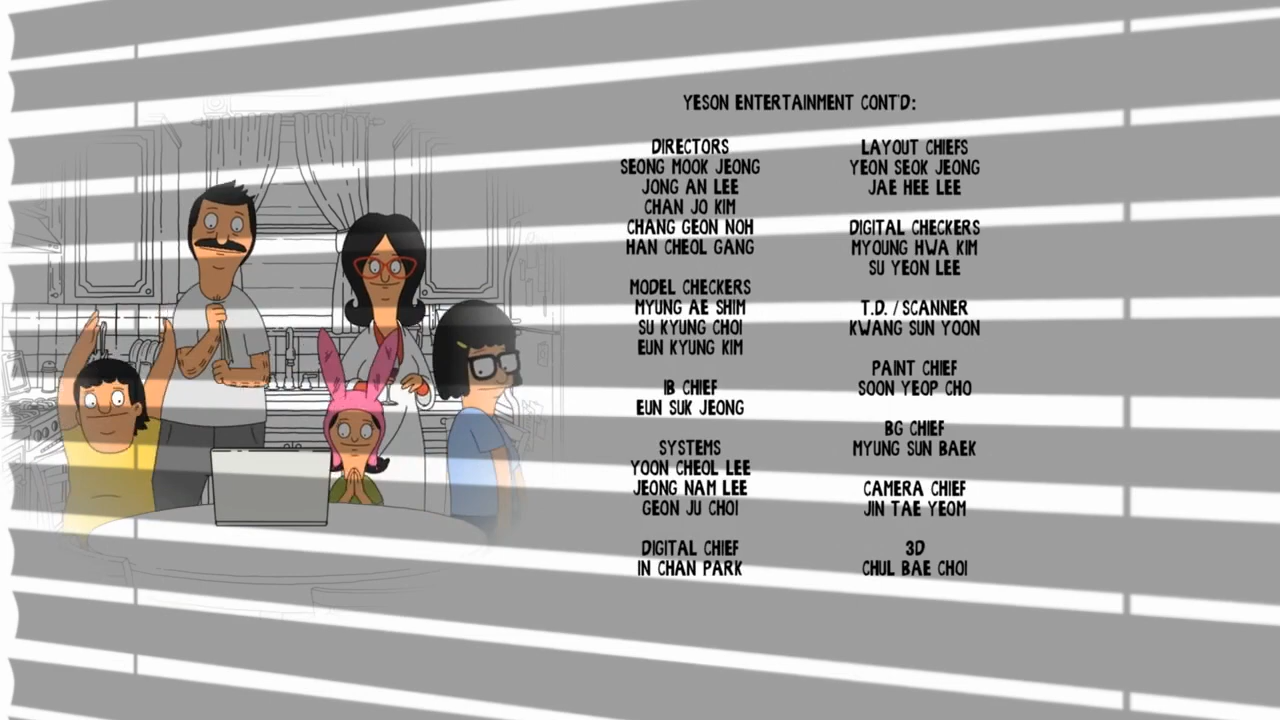 YESON ENTERTAINMENT CONT'D:
DIRECTORS
SEONG MOOK JEONG
JONG AN LEE
CHAN JO KIM
CHANG GEON NOH
HAN CHEOL GANG
MODEL CHECKERS
MYUNG AE SHIM
SU KYUNG CHOI
EUN KYUNG KIM
IB CHIEF
EUN SUK JEONG
SYSTEMS
YOON CHEOL LEE
JEONG NAM LEE
GEON JU CHOI
DIGITAL CHIEF
IN CHAN PARK
LAYOUT CHIEFS
YEON SEOK JEONG
JAE HEE LEE
DIGITAL CHECKERS
MYOUNG HWA KIM
SU YEON LEE
T.D. / SCANNER
KWANG SUN YOON
PAINT CHIEF
SOON YEOP CHO
BG CHIEF
MYUNG SUN BAEK
CAMERA CHIEF
JIN TAE YEOM
3D
CHUL BAE CHOI